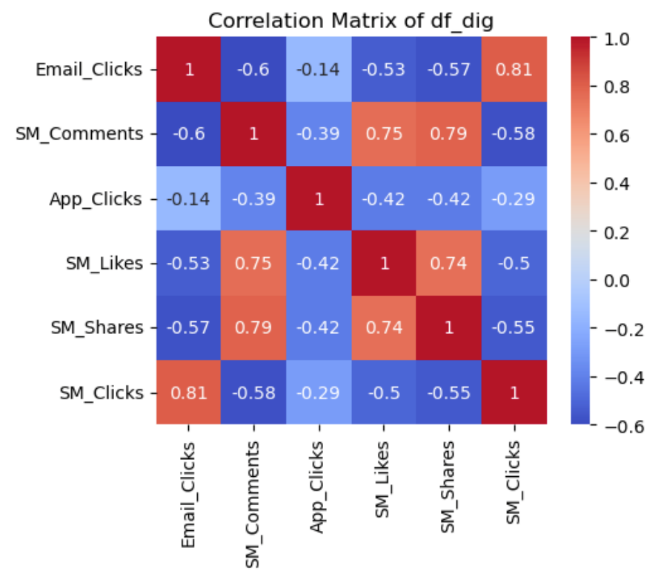 Correlation Matrix of df_dig
Email_Clicks 1 -0.6 -0.14 -0.53 -0.57 0.81
SM_Comments -0.6 1 -0.39 0.75 0.79 -0.58
App_Clicks -0.14 -0.39 1 -0.42 -0.42 -0.29
SM_Likes -0.53 0.75 -0.42 1 0.74 -0.5
SM_Shares -0.57 0.79 -0.42 0.74 1 -0.55
SM_Clicks 0.81 -0.58 -0.29 -0.5 -0.55 1
Email_Clicks
SM_Comments
App_Clicks
SM_Likes
SM_Shares
SM_Clicks
1.0
0.8
0.6
0.4
0.2
0.0
−0.2
−0.4
−0.6